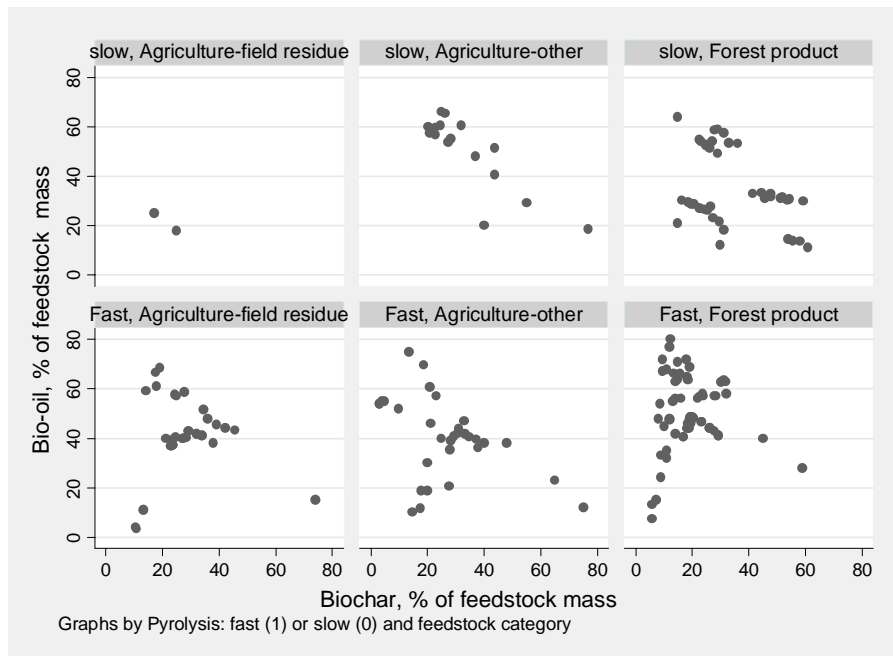 slow, Agriculture-field residue
slow, Agriculture-other
slow, Forest product
80
60
40
20
0
Fast, Agriculture-field residue
Fast, Agriculture-other
Fast, Forest product
80
60
40
20
0
0 20 40 60 80
0 20 40 60 80
0 20 40 60 80
Bio-oil, % of feedstock mass
Biochar, % of feedstock mass
Graphs by Pyrolysis: fast (1) or slow (0) and feedstock category